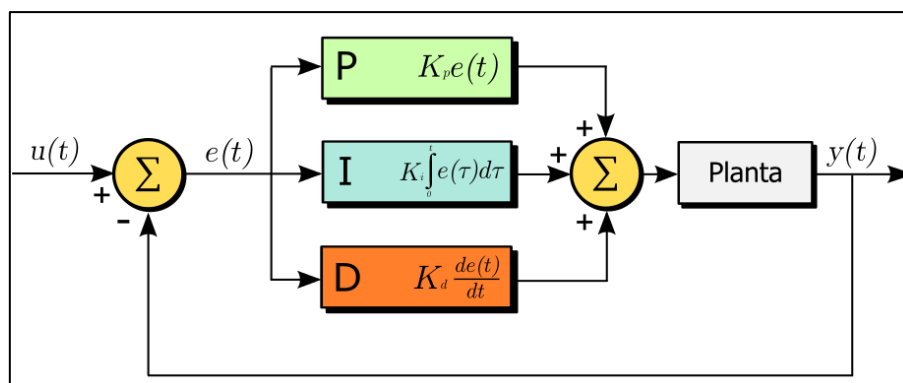 P K_p e(t)
u(t)
+
-
Σ
e(t)
I K_i ∫_0^t e(τ)dτ
D K_d de(t)/dt
+
+
+
Σ
Planta
y(t)